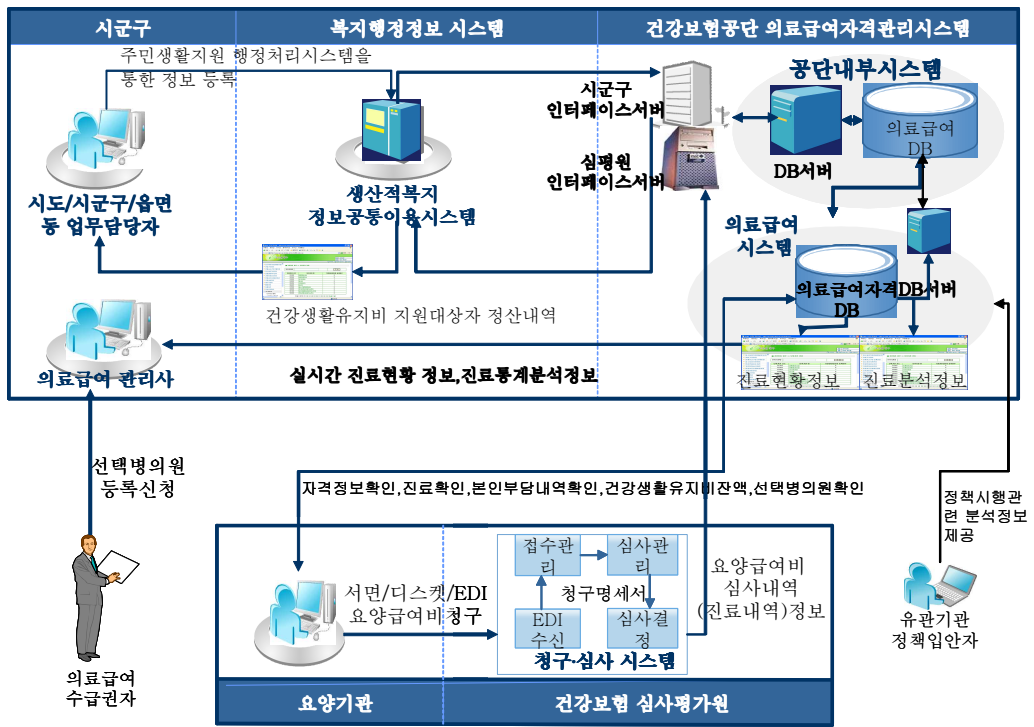 시군구
복지행정정보 시스템
건강보험공단 의료급여자격관리시스템
주민생활지원 행정처리시스템을
통한 정보 등록
시도/시군구/읍면
동 업무담당자
생산적복지
정보공통이용시스템
시군구
인터페이스서버
심평원
인터페이스서버
공단내부시스템
의료급여
DB
DB서버
의료급여
시스템
의료급여자격
DB
DB서버
진료현황정보
진료분석정보
건강생활유지비 지원대상자 정산내역
의료급여 관리사
실시간 진료현황 정보,진료통계분석정보
선택병의원
등록신청
의료급여
수급권자
자격정보확인,진료확인,본인부담내역확인,건강생활유지비잔액,선택병의원확인
정책시행관
련 분석정보
제공
유관기관
정책입안자
서면/디스켓/EDI
요양급여비청구
접수관
리
심사관
리
청구명세서
EDI
수신
심사결
정
청구·심사 시스템
요양급여비
심사내역
(진료내역)정보
요양기관
건강보험 심사평가원